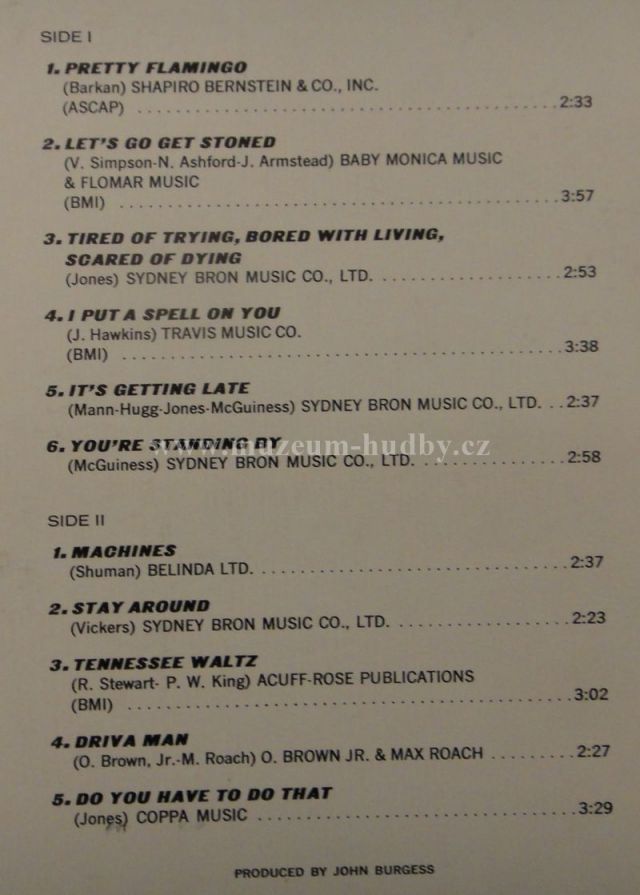 SIDE I
1. PRETTY FLAMINGO
(Barkan) SHAPIRO BERNSTEIN & CO., INC.
(ASCAP) ........................................ 2:33
2. LET'S GO GET STONED
(V. Simpson-N. Ashford-J. Armstead) BABY MONICA MUSIC
& FLOMAR MUSIC
(BMI) ........................................ 3:57
3. TIRED OF TRYING, BORED WITH LIVING,
SCARED OF DYING
(Jones) SYDNEY BRON MUSIC CO., LTD. ................. 2:53
4. I PUT A SPELL ON YOU
(J. Hawkins) TRAVIS MUSIC CO.
(BMI) ........................................ 3:38
5. IT'S GETTING LATE
(Mann-Hugg-Jones-McGuiness) SYDNEY BRON MUSIC CO., LTD. ... 2:37
6. YOU'RE STANDING BY
www.muzeum-hudby.cz
(McGuiness) SYDNEY BRON MUSIC CO., LTD. ............. 2:58
SIDE II
1. MACHINES
(Shuman) BELINDA LTD. ............................ 2:37
2. STAY AROUND
(Vickers) SYDNEY BRON MUSIC CO., LTD. ................ 2:23
3. TENNESSEE WALTZ
(R. Stewart- P. W. King) ACUFF-ROSE PUBLICATIONS
(BMI) ........................................ 3:02
4. DRIVA MAN
(O. Brown, Jr.-M. Roach) O. BROWN JR. & MAX ROACH ......... 2:27
5. DO YOU HAVE TO DO THAT
(Jones) COPPA MUSIC ............................. 3:29
PRODUCED BY JOHN BURGESS